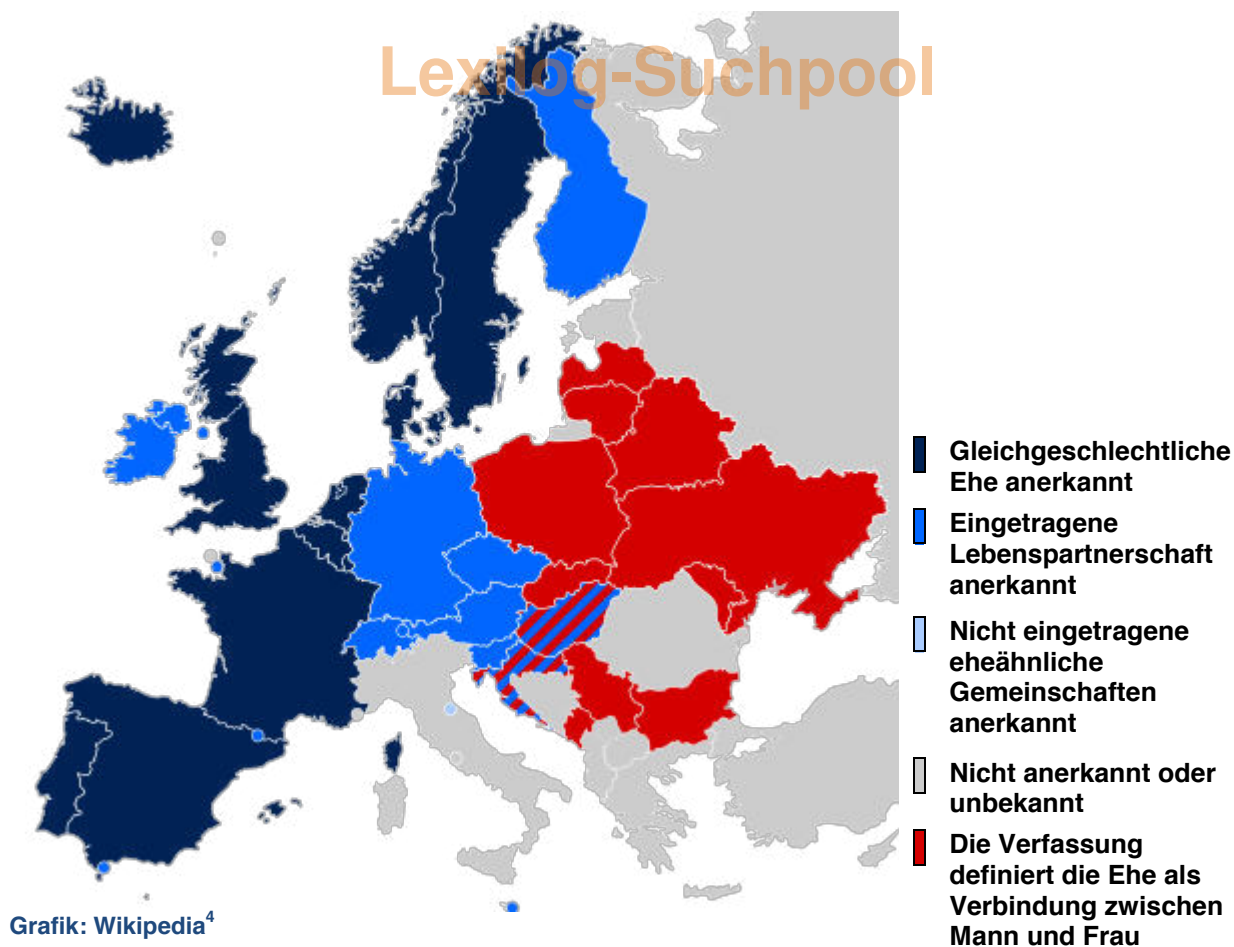 Lexilog-Suchpool
Gleichgeschlechtliche
Ehe anerkannt
Eingetragene
Lebenspartnerschaft
anerkannt
Nicht eingetragene
eheähnliche
Gemeinschaften
anerkannt
Nicht anerkannt oder
unbekannt
Die Verfassung
definiert die Ehe als
Verbindung zwischen
Mann und Frau
Grafik: Wikipedia⁴